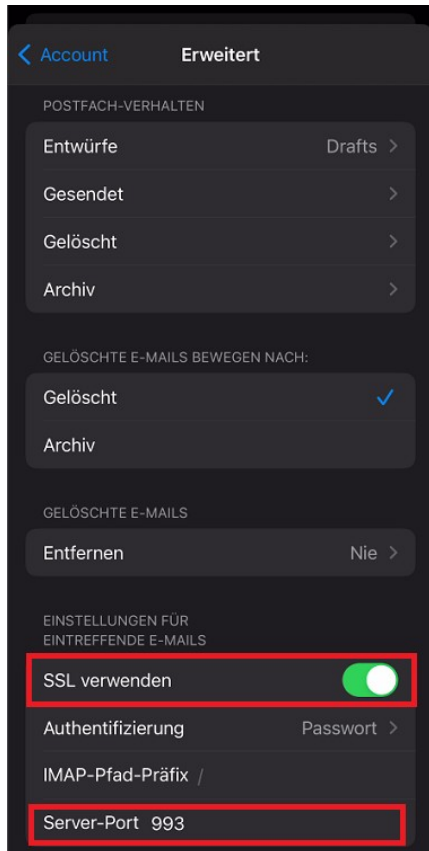 Account Erweitert
POSTFACH-VERHALTEN
Entwürfe Drafts
Gesendet
Gelöscht
Archiv
GELÖSCHTE E-MAILS BEWEGEN NACH:
Gelöscht
Archiv
GELÖSCHTE E-MAILS
Entfernen Nie
EINSTELLUNGEN FÜR
EINTREFFENDE E-MAILS
SSL verwenden
Authentifizierung Passwort
IMAP-Pfad-Präfix /
Server-Port 993